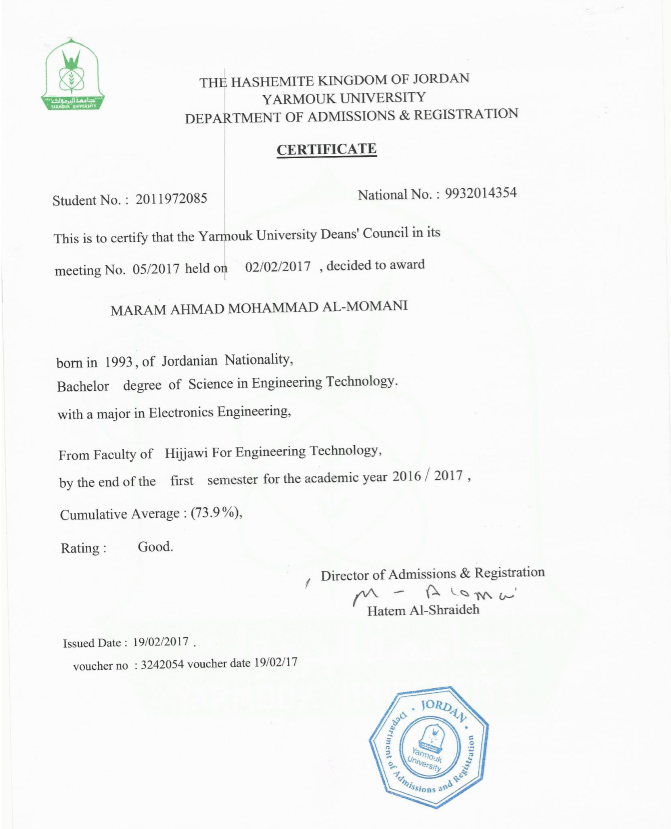 جامعة اليرموك
YARMOUK UNIVERSITY
THE HASHEMITE KINGDOM OF JORDAN
YARMOUK UNIVERSITY
DEPARTMENT OF ADMISSIONS & REGISTRATION
CERTIFICATE
Student No. : 2011972085 National No. : 9932014354
This is to certify that the Yarmouk University Deans' Council in its
meeting No. 05/2017 held on 02/02/2017 , decided to award
MARAM AHMAD MOHAMMAD AL-MOMANI
born in 1993, of Jordanian Nationality,
Bachelor degree of Science in Engineering Technology.
with a major in Electronics Engineering,
From Faculty of Hijjawi For Engineering Technology,
by the end of the first semester for the academic year 2016 / 2017 ,
Cumulative Average : (73.9%),
Rating : Good.
Director of Admissions & Registration
Hatem Al-Shraideh
Issued Date : 19/02/2017 .
voucher no : 3242054 voucher date 19/02/17
JORDAN
Department of Admissions and Registration
Yarmouk
University